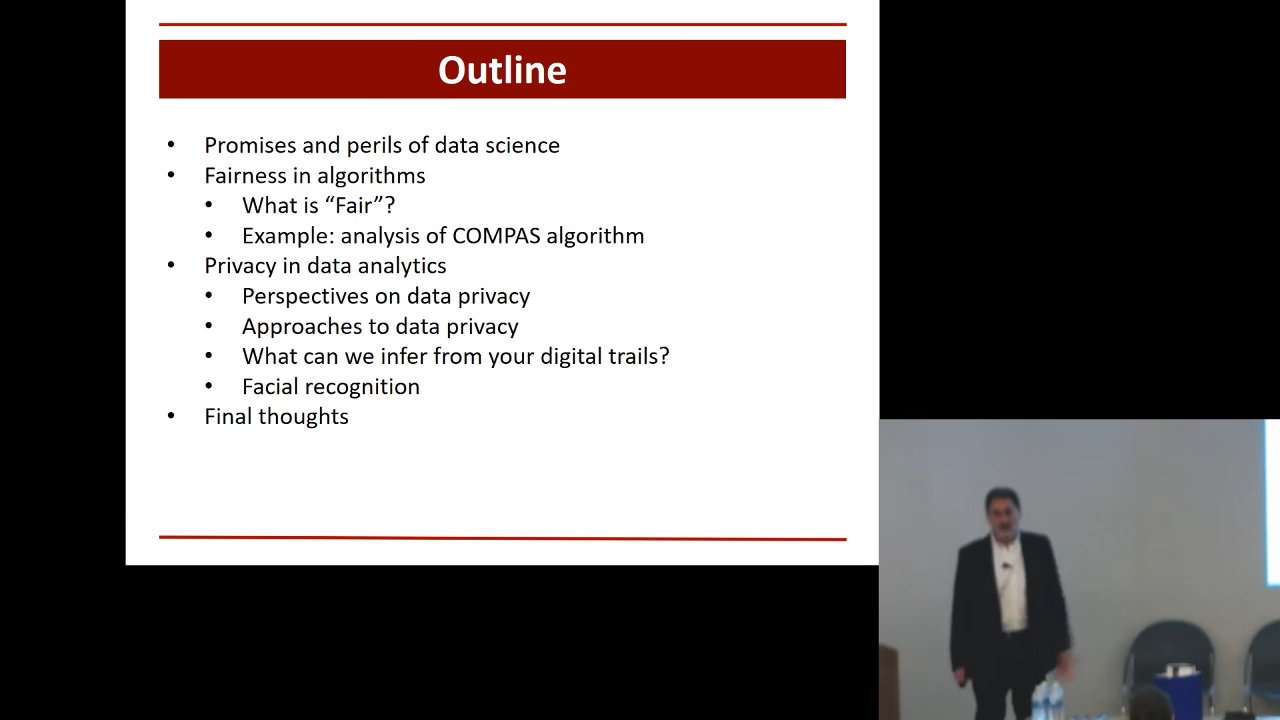 Outline
• Promises and perils of data science
• Fairness in algorithms
• What is “Fair”?
• Example: analysis of COMPAS algorithm
• Privacy in data analytics
• Perspectives on data privacy
• Approaches to data privacy
• What can we infer from your digital trails?
• Facial recognition
• Final thoughts